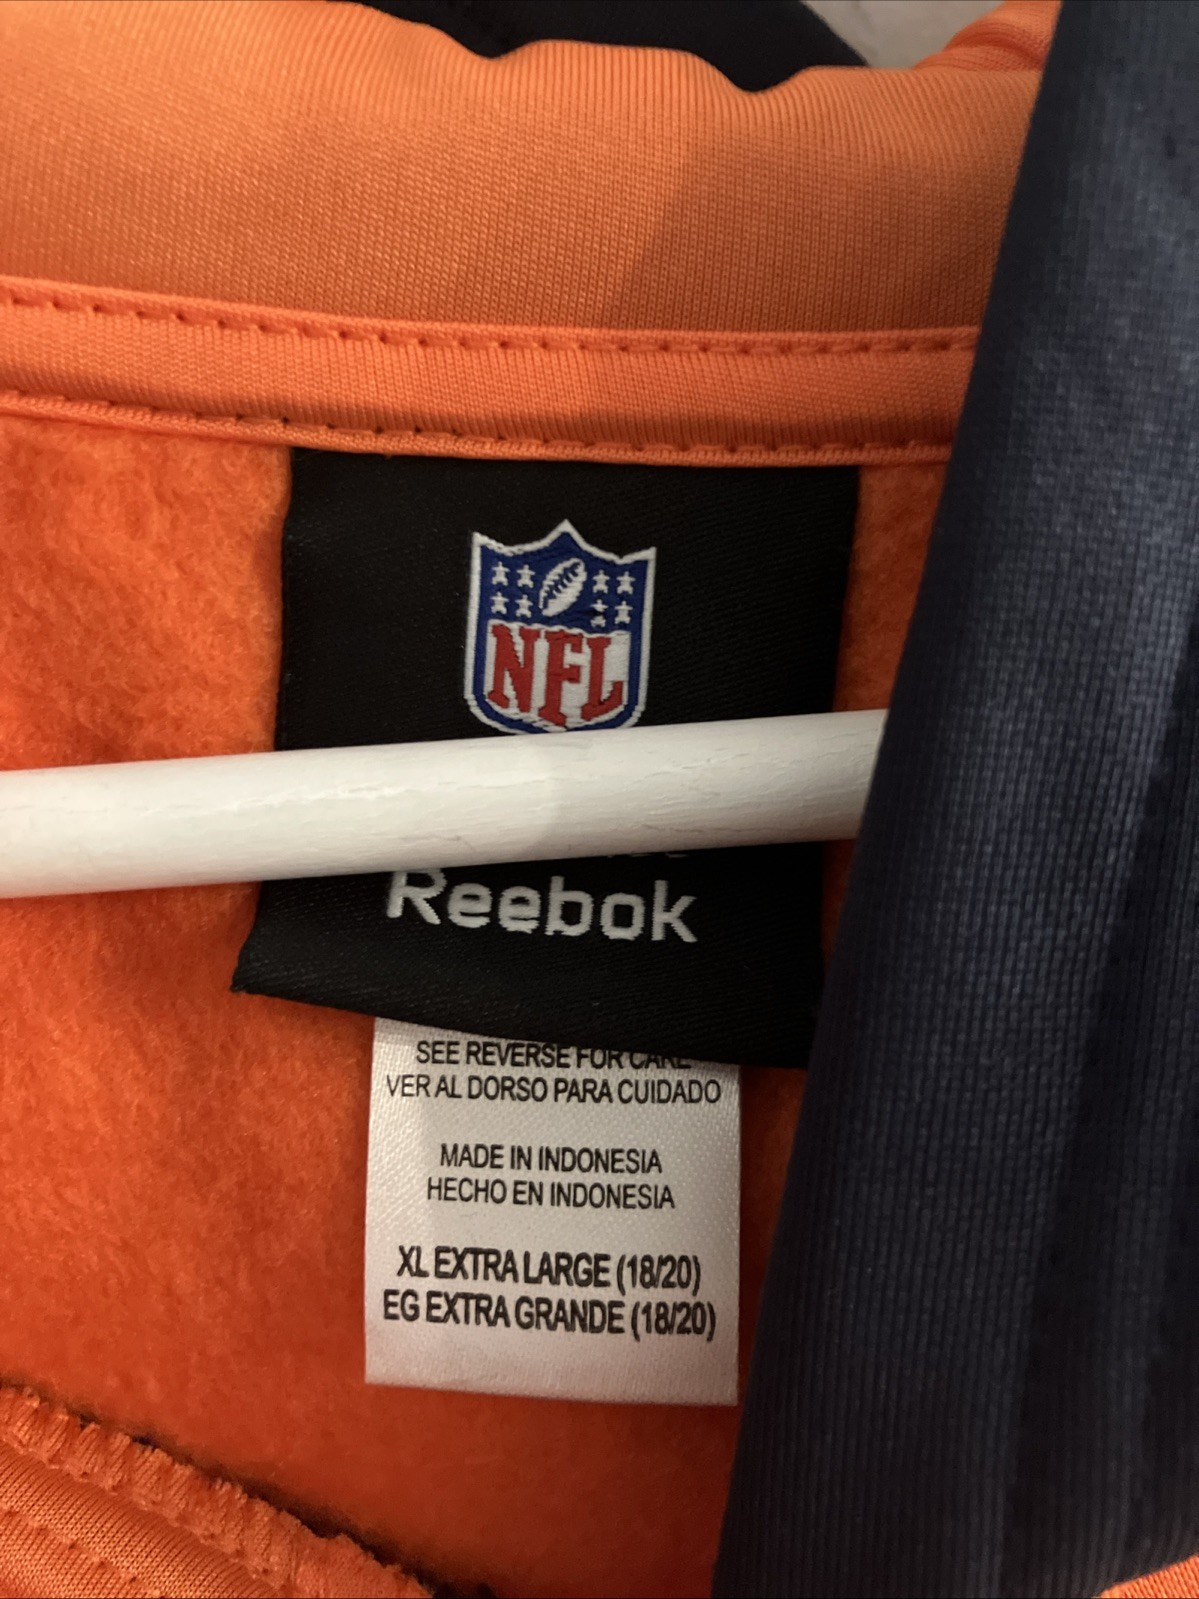 NFL
Reebok
SEE REVERSE FOR CARE
VER AL DORSO PARA CUIDADO
MADE IN INDONESIA
HECHO EN INDONESIA
XL EXTRA LARGE (18/20)
EG EXTRA GRANDE (18/20)